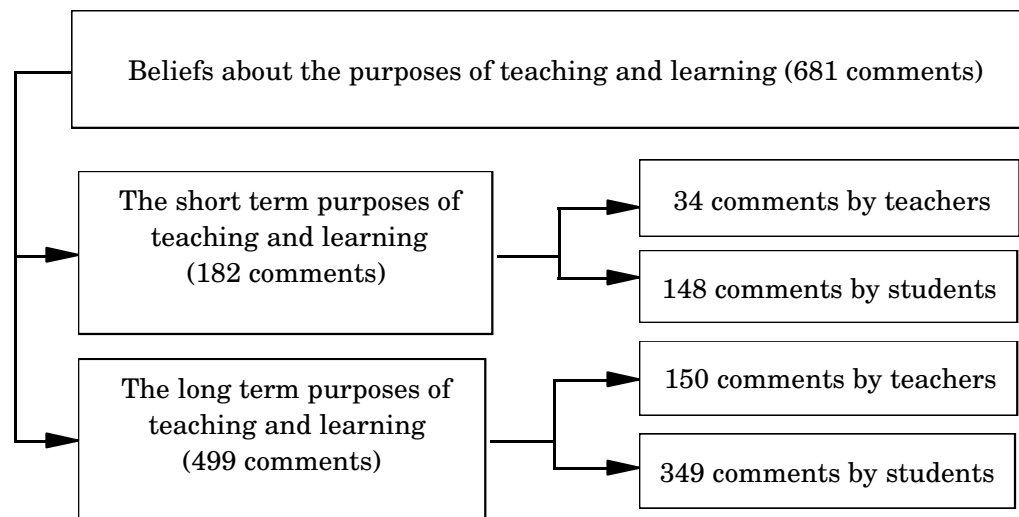 Beliefs about the purposes of teaching and learning (681 comments)
The short term purposes of
teaching and learning
(182 comments)
34 comments by teachers
148 comments by students
The long term purposes of
teaching and learning
(499 comments)
150 comments by teachers
349 comments by students